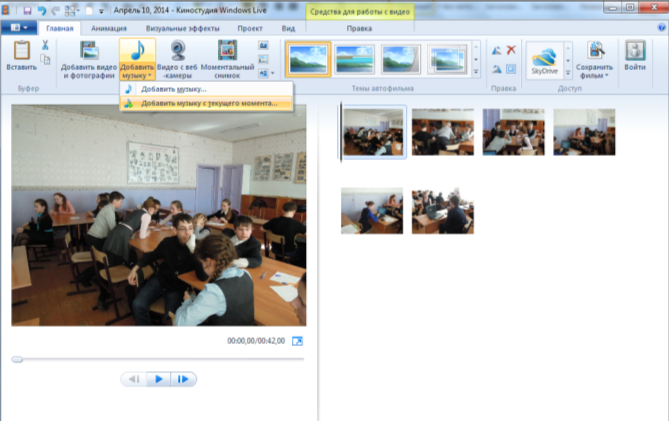 Апрель 10, 2014 - Киностудия Windows Live
Средства для работы с видео
Главная
Анимация
Визуальные эффекты
Проект
Вид
Правка
Вставить
Добавить видео и фотографии
Добавить музыку
Видео с веб-камеры
Моментальный снимок
SkyDrive
Сохранить фильм
Войти
Буфер
Темы автофильма
Правка
Доступ
Добавить музыку...
Добавить музыку с текущего момента...
00:00,00/00:42,00